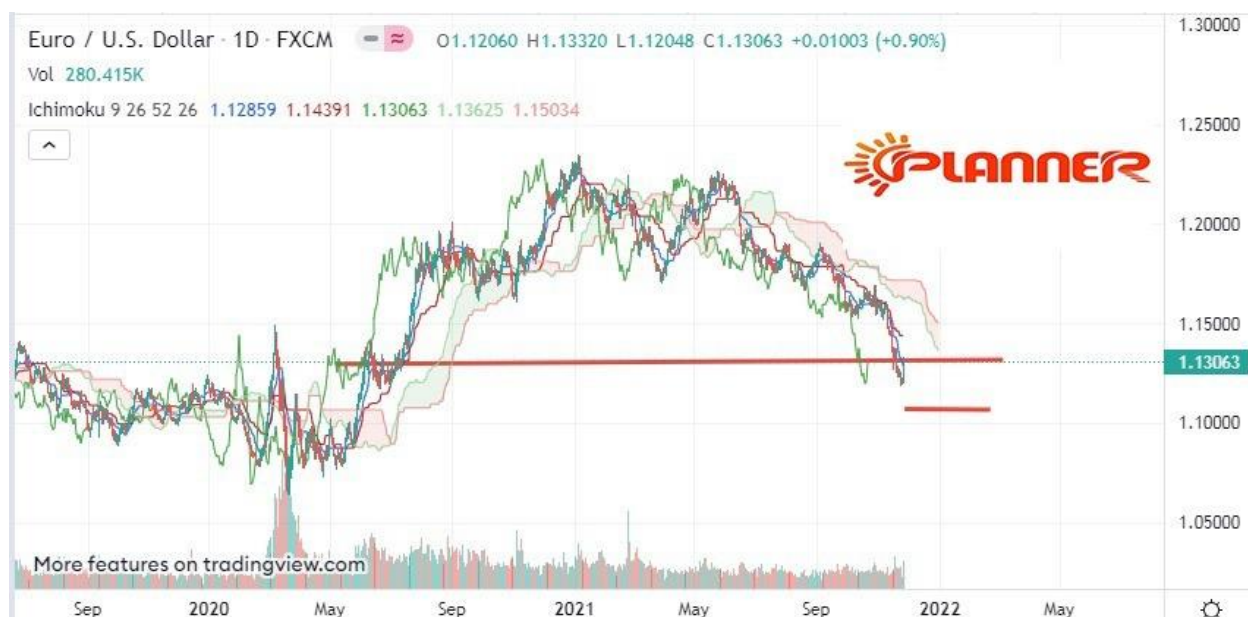 Euro / U.S. Dollar · 1D · FXCM O1.12060 H1.13320 L1.12048 C1.13063 +0.01003 (+0.90%)
Vol 280.415K
Ichimoku 9 26 52 26 1.12859 1.14391 1.13063 1.13625 1.15034
PLANNER
1.30000
1.25000
1.20000
1.15000
1.13063
1.10000
1.05000
More features on tradingview.com
Sep 2020 May Sep 2021 May Sep 2022 May